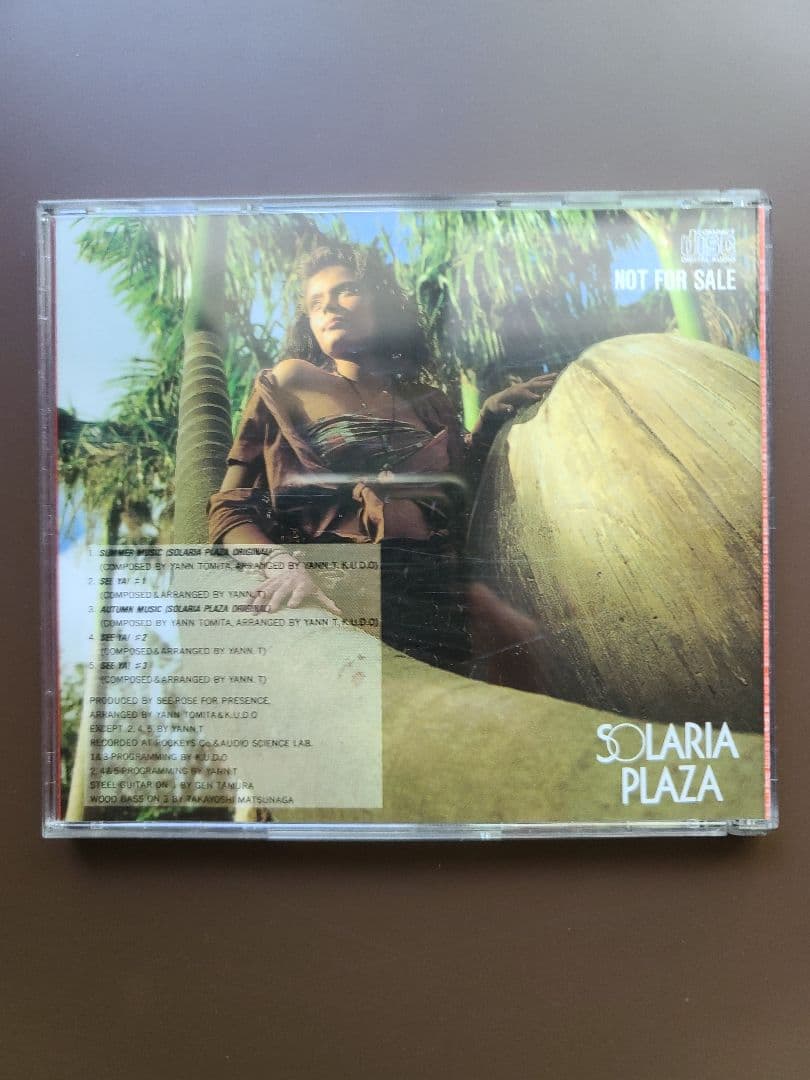 COMPACT
DISC
DIGITAL AUDIO
NOT FOR SALE
1. SUMMER MUSIC (SOLARIA PLAZA ORIGINAL)
(COMPOSED BY YANN TOMITA, ARRANGED BY YANN T, K.U.D.O)
2. SEE YA! #1
(COMPOSED & ARRANGED BY YANN, T)
3. AUTUMN MUSIC (SOLARIA PLAZA ORIGINAL)
(COMPOSED BY YANN TOMITA, ARRANGED BY YANN T, K.U.D.O)
4. SEE YA! #2
(COMPOSED & ARRANGED BY YANN, T)
5. SEE YA! #3
(COMPOSED & ARRANGED BY YANN, T)
PRODUCED BY SEE-ROSE FOR PRESENCE,
ARRANGED BY YANN TOMITA & K.U.D.O
EXCEPT 2, 4, 5, BY YANN,T
RECORDED AT ROCKEYS Co. & AUDIO SCIENCE LAB.
1&3 PROGRAMMING BY K.U.D.O
2, 4&5 PROGRAMMING BY YANN.T
STEEL GUITAR ON BY GEN TAMURA
WOOD BASS ON 3 BY TAKAYOSHI MATSUNAGA
SOLARIA
PLAZA